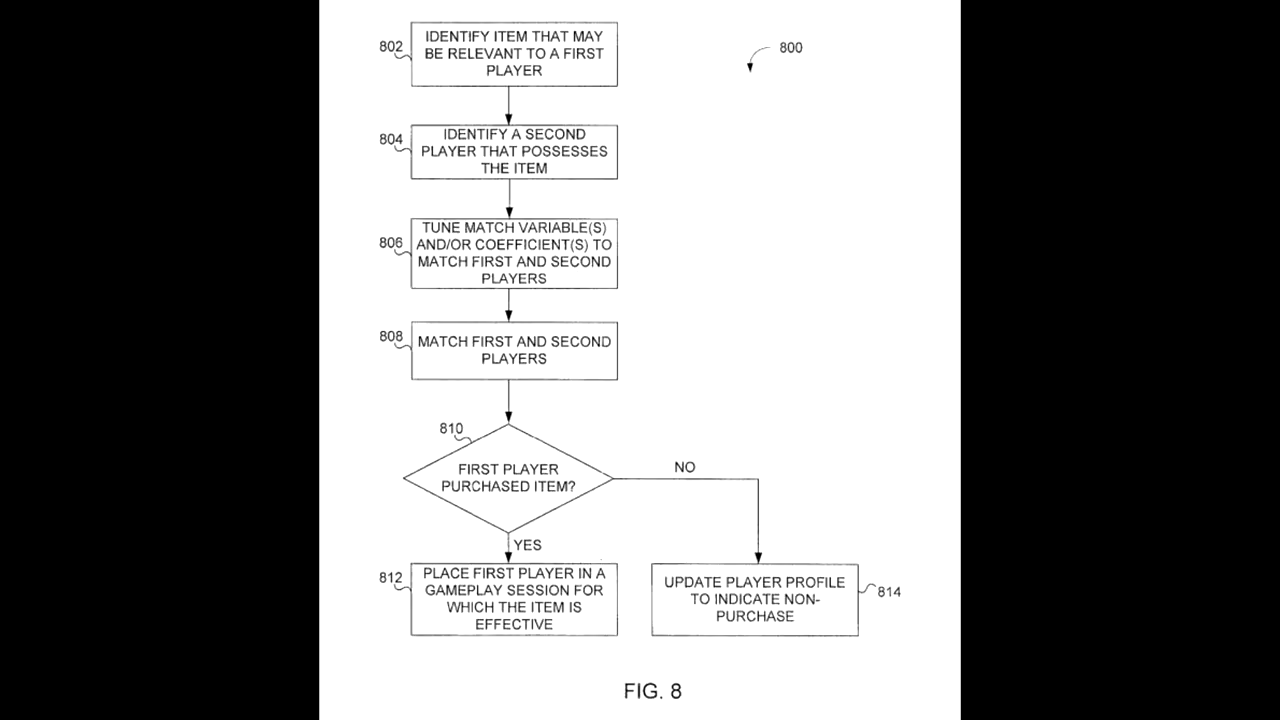 800
802
IDENTIFY ITEM THAT MAY
BE RELEVANT TO A FIRST
PLAYER
804
IDENTIFY A SECOND
PLAYER THAT POSSESSES
THE ITEM
806
TUNE MATCH VARIABLE(S)
AND/OR COEFFICIENT(S) TO
MATCH FIRST AND SECOND
PLAYERS
808
MATCH FIRST AND SECOND
PLAYERS
810
FIRST PLAYER
PURCHASED ITEM?
NO
YES
812
PLACE FIRST PLAYER IN A
GAMEPLAY SESSION FOR
WHICH THE ITEM IS
EFFECTIVE
UPDATE PLAYER PROFILE
TO INDICATE NON-
PURCHASE
814
FIG. 8